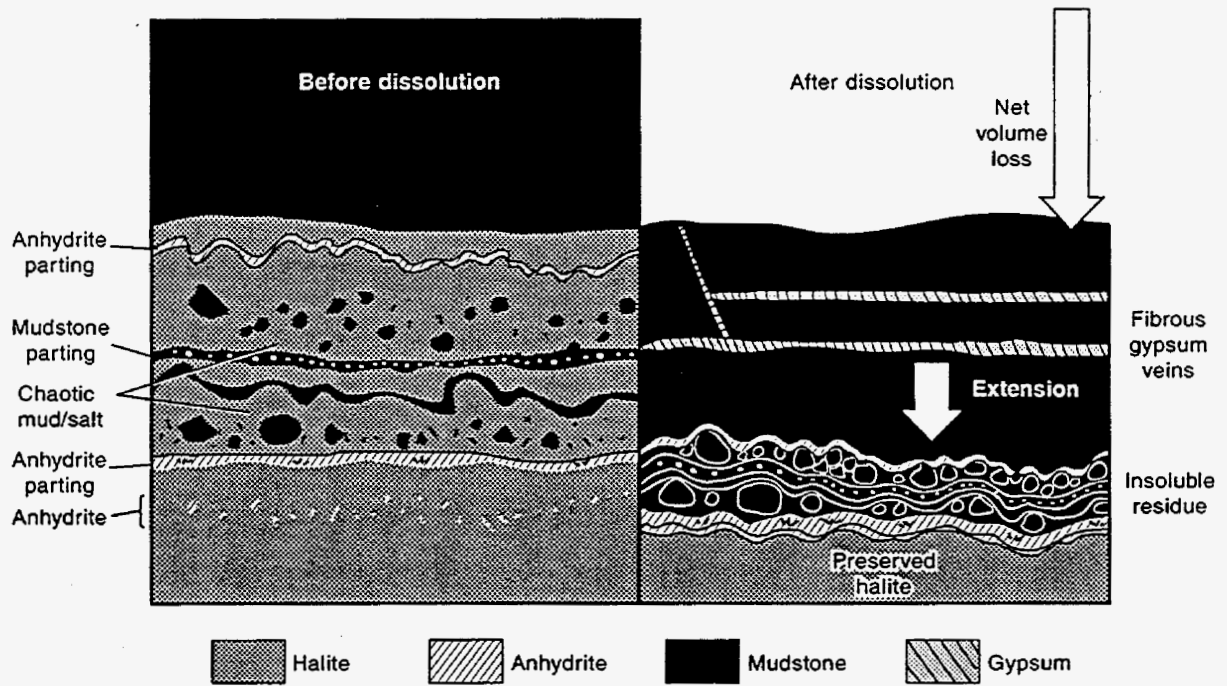 Before dissolution
After dissolution
Net
volume
loss
Anhydrite
parting
Mudstone
parting
Chaotic
mud/salt
Anhydrite
parting
Anhydrite
Fibrous
gypsum
veins
Extension
Insoluble
residue
Preserved
halite
Halite
Anhydrite
Mudstone
Gypsum